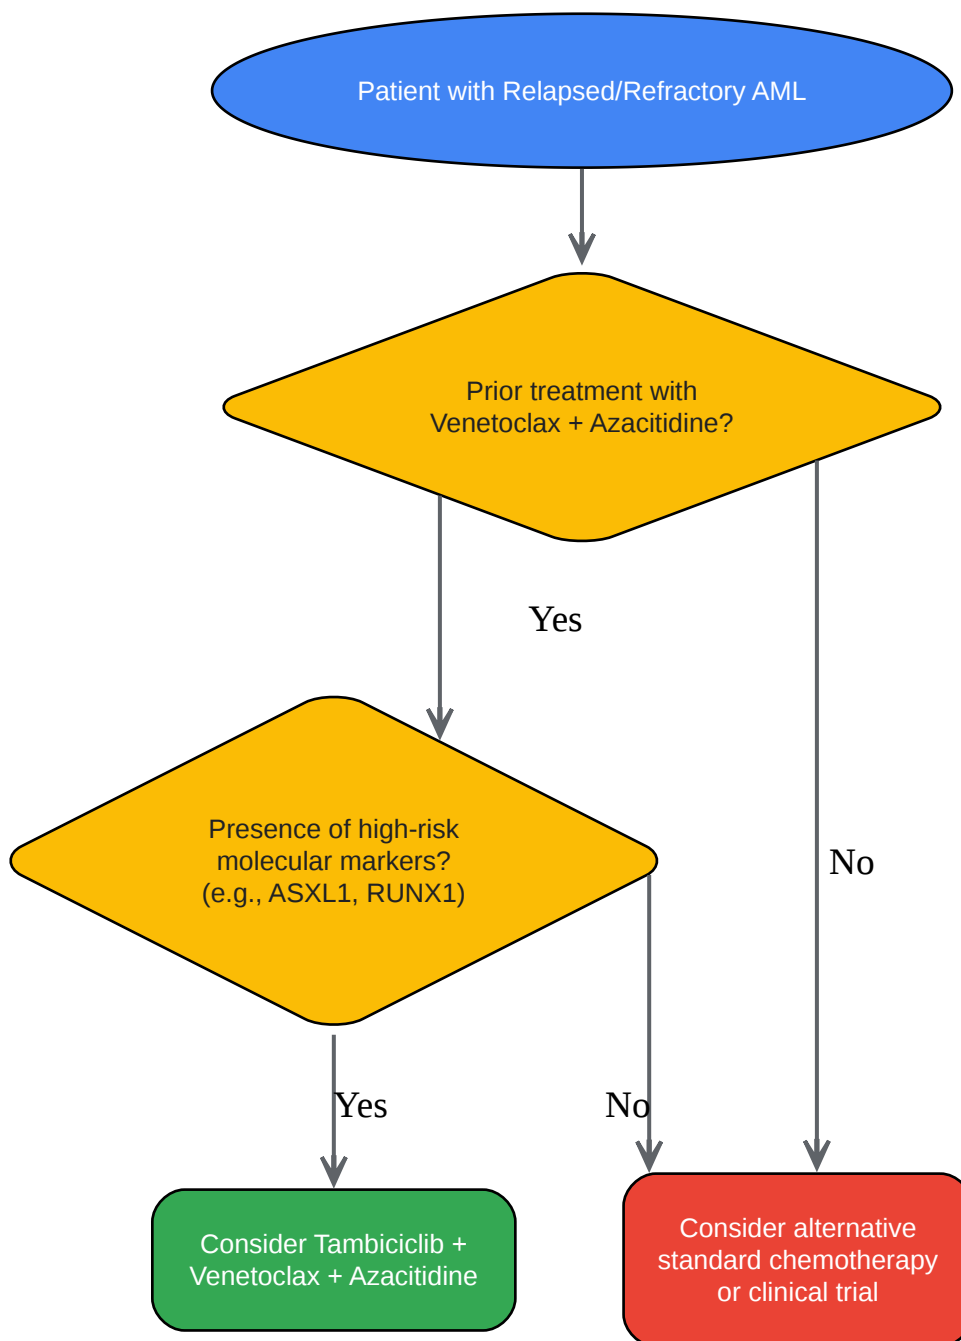 Patient with Relapsed/Refractory AML
Prior treatment with
Venetoclax + Azacitidine?
Yes
Presence of high-risk
molecular markers?
(e.g., ASXL1, RUNX1)
No
Yes
No
Consider Tambiciclib +
Venetoclax + Azacitidine
Consider alternative
standard chemotherapy
or clinical trial